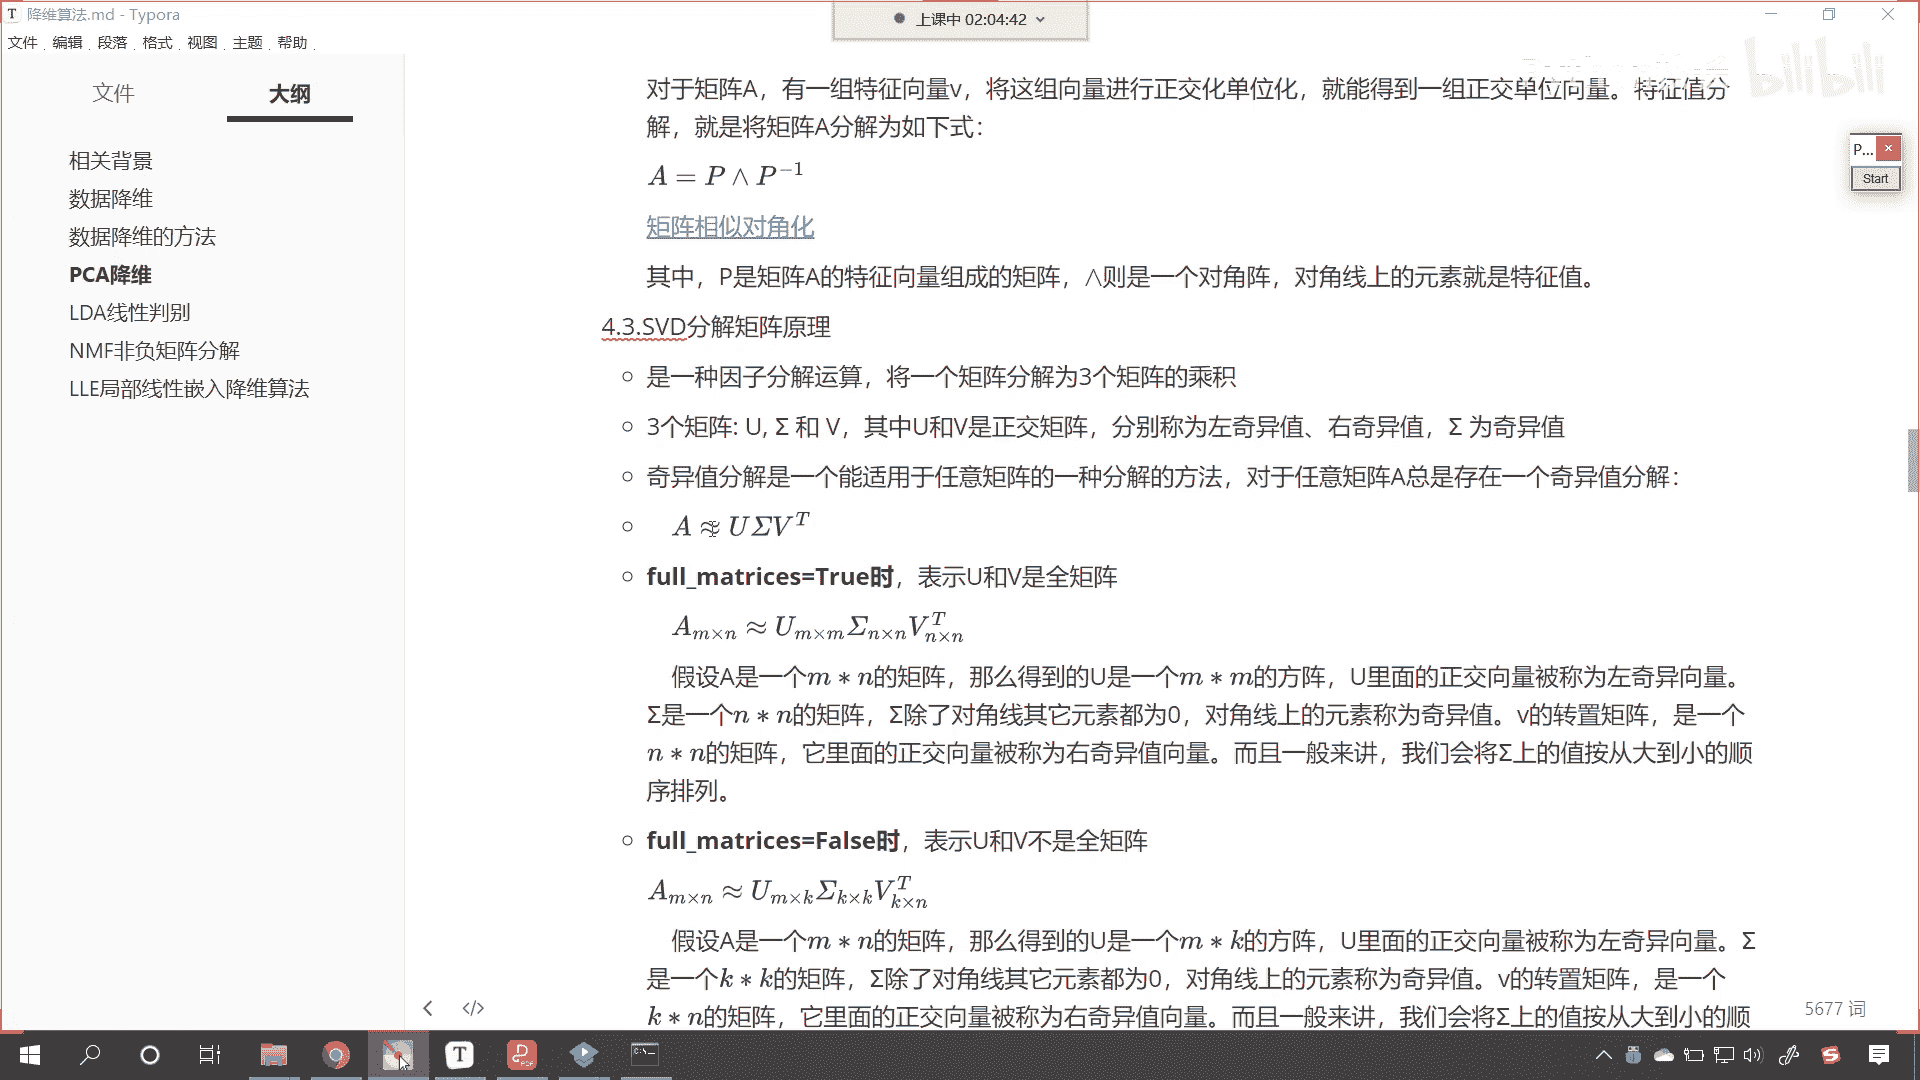 降维算法.md - Typora
上课中 02:04:42
文件 编辑 段落 格式 视图 主题 帮助
文件
大纲
相关背景
数据降维
数据降维的方法
PCA降维
LDA线性判别
NMF非负矩阵分解
LLE局部线性嵌入降维算法
对于矩阵A，有一组特征向量v，将这组向量进行正交化单位化，就能得到一组正交单位向量。特征值分
解，就是将矩阵A分解为如下式：
A = P ∧ P⁻¹
矩阵相似对角化
其中，P是矩阵A的特征向量组成的矩阵，∧则是一个对角阵，对角线上的元素就是特征值。
4.3.SVD分解矩阵原理
是一种因子分解运算，将一个矩阵分解为3个矩阵的乘积
3个矩阵: U, Σ 和 V，其中U和V是正交矩阵，分别称为左奇异值、右奇异值，Σ 为奇异值
奇异值分解是一个能适用于任意矩阵的一种分解的方法，对于任意矩阵A总是存在一个奇异值分解：
A ≈ UΣV^T
full_matrices=True时，表示U和V是全矩阵
A_{m×n} ≈ U_{m×m}Σ_{n×n}V^T_{n×n}
假设A是一个m∗n的矩阵，那么得到的U是一个m∗m的方阵，U里面的正交向量被称为左奇异向量。
Σ是一个n∗n的矩阵，Σ除了对角线其它元素都为0，对角线上的元素称为奇异值。v的转置矩阵，是一个
n∗n的矩阵，它里面的正交向量被称为右奇异值向量。而且一般来讲，我们会将Σ上的值按从大到小的顺
序排列。
full_matrices=False时，表示U和V不是全矩阵
A_{m×n} ≈ U_{m×k}Σ_{k×k}V^T_{k×n}
假设A是一个m∗n的矩阵，那么得到的U是一个m∗k的方阵，U里面的正交向量被称为左奇异向量。Σ
是一个k∗k的矩阵，Σ除了对角线其它元素都为0，对角线上的元素称为奇异值。v的转置矩阵，是一个
k∗n的矩阵，它里面的正交向量被称为右奇异值向量。而且一般来讲，我们会将Σ上的值按从大到小的顺
5677 词
P...
Start
bilibili